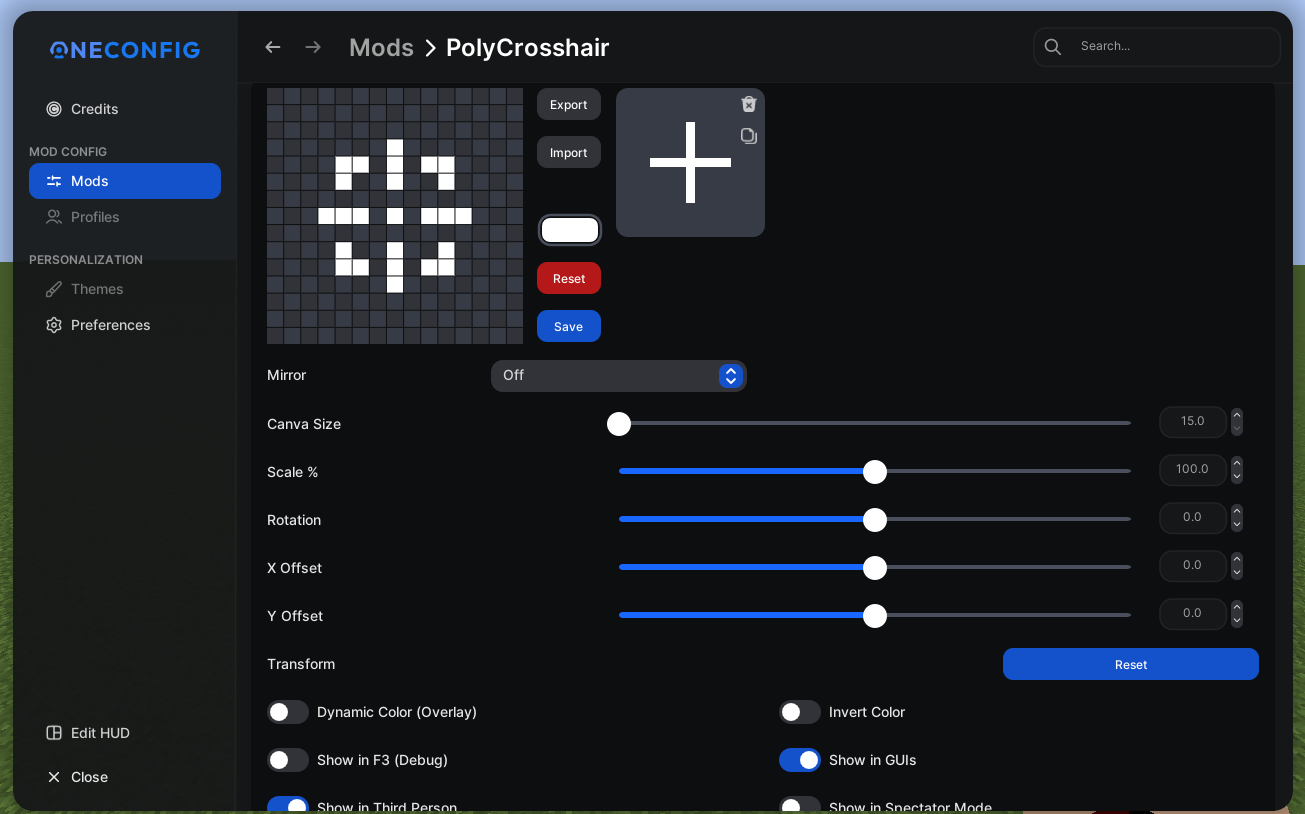 ONECONFIG
Credits
MOD CONFIG
Mods
Profiles
PERSONALIZATION
Themes
Preferences
Edit HUD
Close
Mods > PolyCrosshair
Search...
Export
Import
Reset
Save
Mirror Off
Canva Size 15.0
Scale % 100.0
Rotation 0.0
X Offset 0.0
Y Offset 0.0
Transform Reset
Dynamic Color (Overlay) Invert Color
Show in F3 (Debug) Show in GUIs
Show in Third Person Show in Spectator Mode